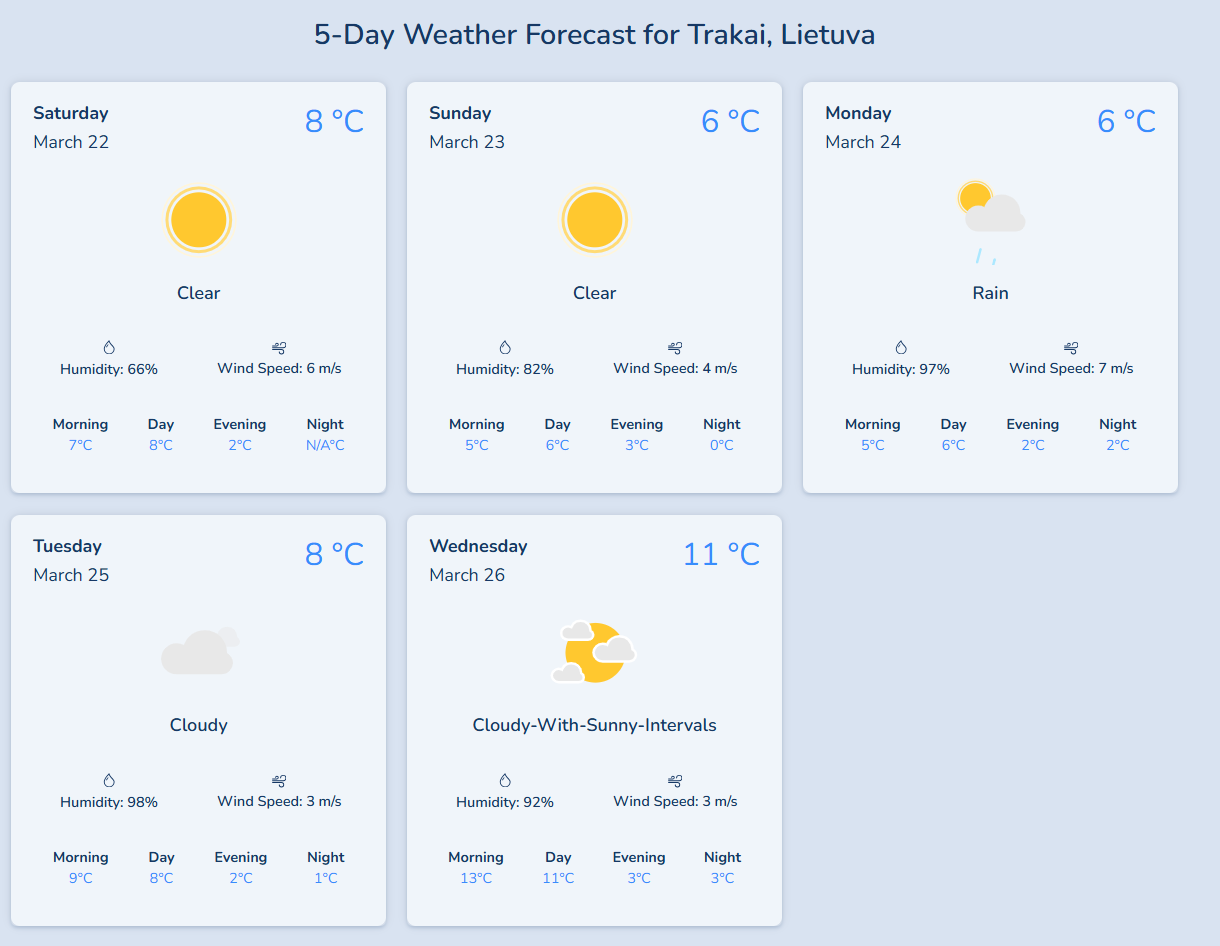 5-Day Weather Forecast for Trakai, Lietuva
Saturday
8 °C
March 22
Clear
Humidity: 66%
Wind Speed: 6 m/s
Morning Day Evening Night
7°C 8°C 2°C N/A°C
Sunday
6 °C
March 23
Clear
Humidity: 82%
Wind Speed: 4 m/s
Morning Day Evening Night
5°C 6°C 3°C 0°C
Monday
6 °C
March 24
Rain
Humidity: 97%
Wind Speed: 7 m/s
Morning Day Evening Night
5°C 6°C 2°C 2°C
Tuesday
8 °C
March 25
Cloudy
Humidity: 98%
Wind Speed: 3 m/s
Morning Day Evening Night
9°C 8°C 2°C 1°C
Wednesday
11 °C
March 26
Cloudy-With-Sunny-Intervals
Humidity: 92%
Wind Speed: 3 m/s
Morning Day Evening Night
13°C 11°C 3°C 3°C